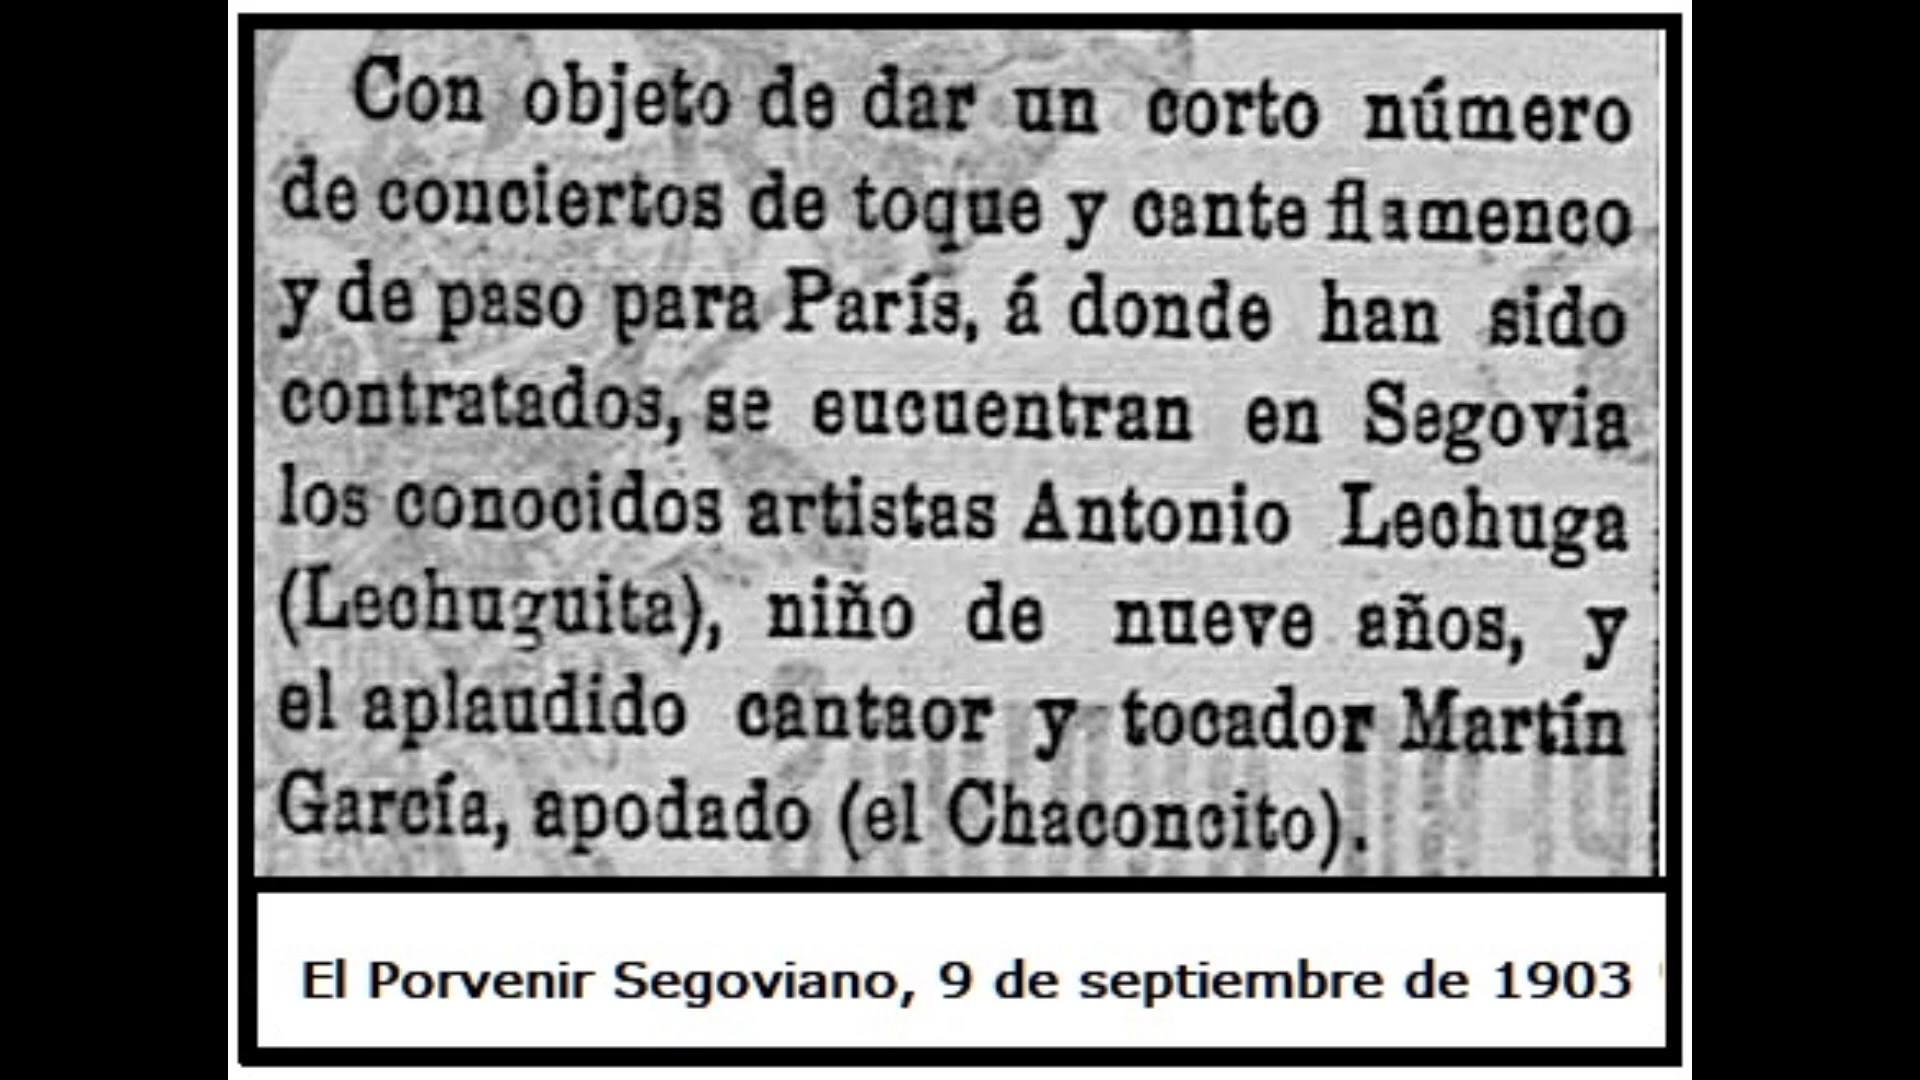 Con objeto de dar un corto número
de conciertos de toque y cante flamenco
y de paso para París, á donde han sido
contratados, se encuentran en Segovia
los conocidos artistas Antonio Lechuga
(Lechuguita), niño de nueve años, y
el aplaudido cantaor y tocador Martín
García, apodado (el Chaconcito).
El Porvenir Segoviano, 9 de septiembre de 1903